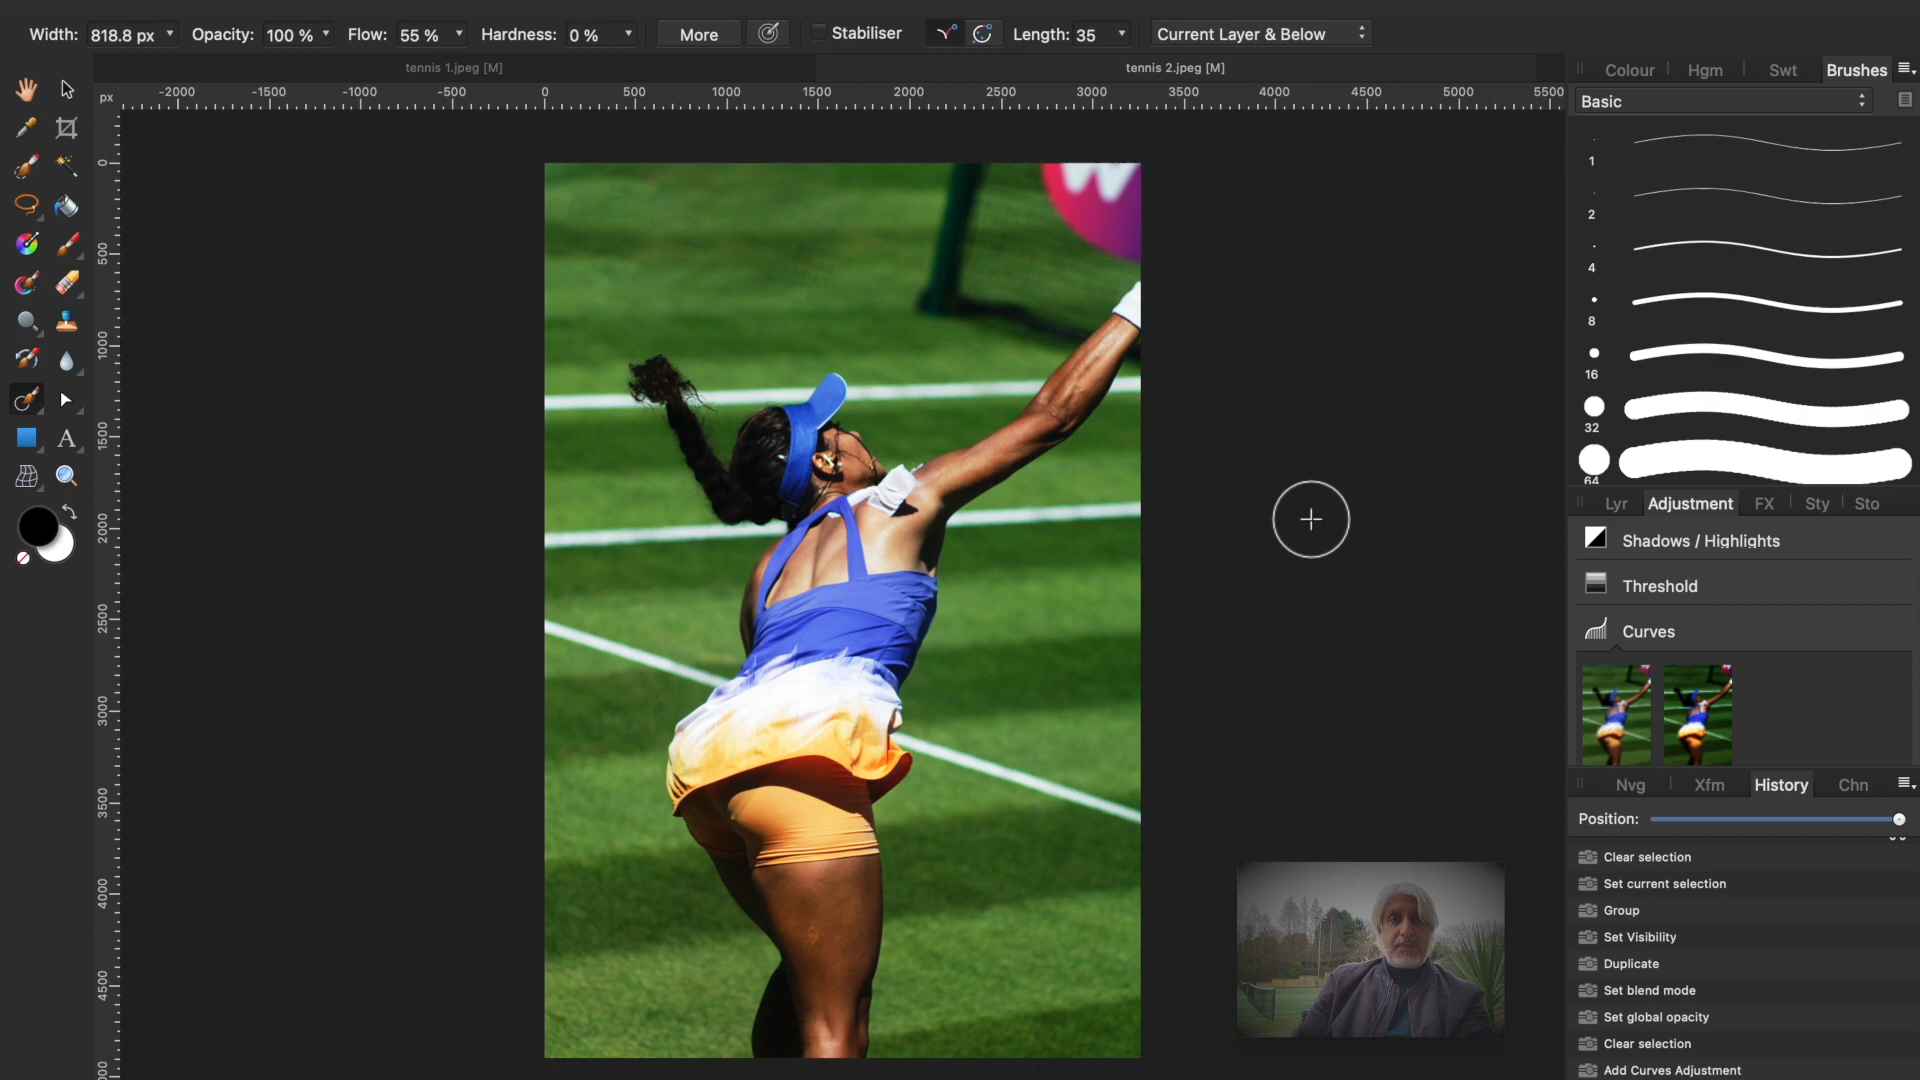 Width: 818.8 px Opacity: 100 % Flow: 55 % Hardness: 0 % More Stabiliser Length: 35 Current Layer & Below
tennis 1.jpeg [M] tennis 2.jpeg [M]
px -2000 -1500 -1000 -500 0 500 1000 1500 2000 2500 3000 3500 4000 4500 5000 5500
0
500
1000
1500
2000
2500
3000
3500
4000
4500
W
A
Colour Hgm Swt Brushes
Basic
1
2
4
8
16
32
64
Lyr Adjustment FX Sty Sto
Shadows / Highlights
Threshold
Curves
Nvg Xfm History Chn
Position:
Clear selection
Set current selection
Group
Set Visibility
Duplicate
Set blend mode
Set global opacity
Clear selection
Add Curves Adjustment